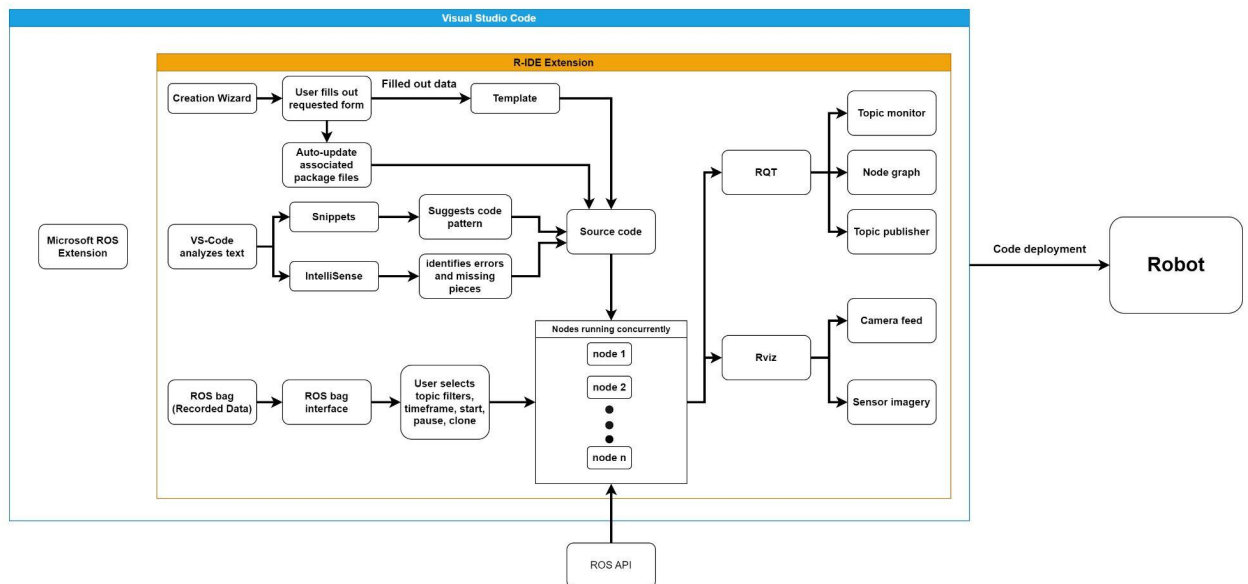 Visual Studio Code
R-IDE Extension
Creation Wizard
User fills out
requested form
Filled out data
Template
Auto-update
associated
package files
Microsoft ROS
Extension
VS-Code
analyzes text
Snippets
Suggests code
pattern
IntelliSense
identifies errors
and missing
pieces
Source code
ROS bag
(Recorded Data)
ROS bag
interface
User selects
topic filters,
timeframe, start,
pause, clone
Nodes running concurrently
node 1
node 2
node n
RQT
Topic monitor
Node graph
Topic publisher
Rviz
Camera feed
Sensor imagery
Code deployment
Robot
ROS API